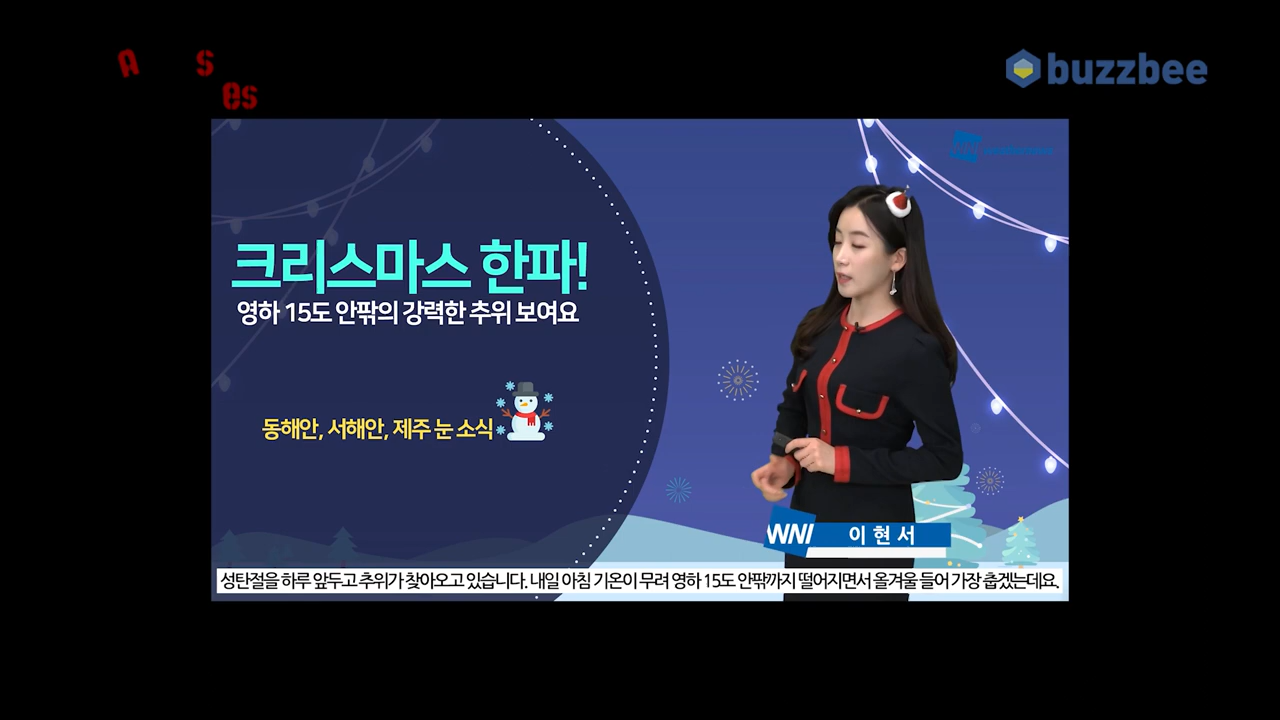 A s
es
buzzbee
크리스마스 한파!
영하 15도 안팎의 강력한 추위 보여요
동해안, 서해안, 제주 눈 소식
WNI 이현서
성탄절을 하루 앞두고 추위가 찾아오고 있습니다. 내일 아침 기온이 무려 영하 15도 안팎까지 떨어지면서 올겨울 들어 가장 춥겠는데요.